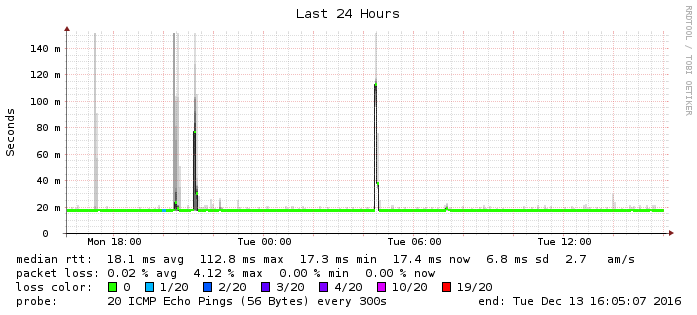 Last 24 Hours
RRDTOOL / TOBI OETIKER
Seconds
140 m
120 m
100 m
80 m
60 m
40 m
20 m
0
Mon 18:00 Tue 00:00 Tue 06:00 Tue 12:00
median rtt: 18.1 ms avg 112.8 ms max 17.3 ms min 17.4 ms now 6.8 ms sd 2.7 am/s
packet loss: 0.02 % avg 4.12 % max 0.00 % min 0.00 % now
loss color: 0 1/20 2/20 3/20 4/20 10/20 19/20
probe: 20 ICMP Echo Pings (56 Bytes) every 300s end: Tue Dec 13 16:05:07 2016